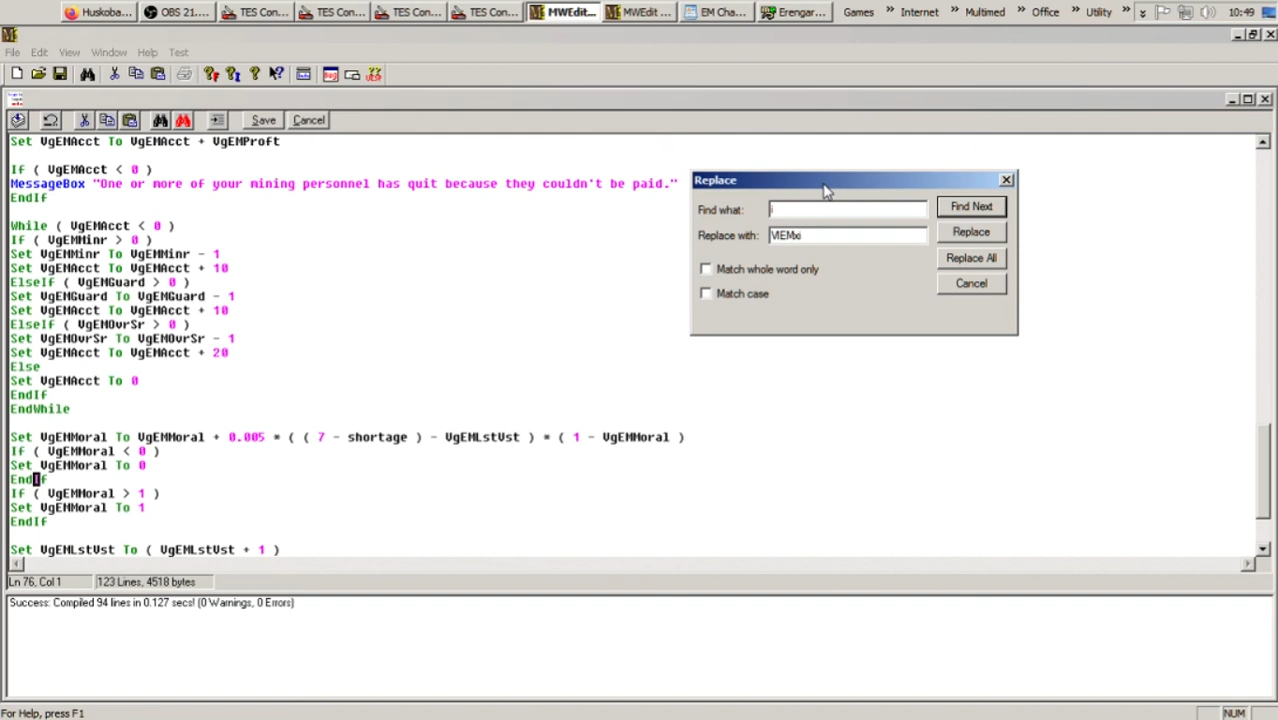 Huskoba... OBS 21.... TES Con... TES Con... TES Con... TES Con... MWEdit... MWEdit ... EM Cha... Erengar... Games » Internet » Multimed » Office » Utility » 10:49
File Edit View Window Help Test
Save Cancel
Set VgEMAcct To VgEMAcct + VgEMProft
If ( VgEMAcct < 0 )
MessageBox "One or more of your mining personnel has quit because they couldn't be paid."
EndIf
While ( VgEMAcct < 0 )
If ( VgEMMinr > 0 )
Set VgEMMinr To VgEMMinr - 1
Set VgEMAcct To VgEMAcct + 10
ElseIf ( VgEMGuard > 0 )
Set VgEMGuard To VgEMGuard - 1
Set VgEMAcct To VgEMAcct + 10
ElseIf ( VgEMOvrSr > 0 )
Set VgEMOvrSr To VgEMOvrSr - 1
Set VgEMAcct To VgEMAcct + 20
Else
Set VgEMAcct To 0
EndIf
EndWhile
Set VgEMMoral To VgEMMoral + 0.005 * ( ( 7 - shortage ) - VgEMLstVst ) * ( 1 - VgEMMoral )
If ( VgEMMoral < 0 )
Set VgEMMoral To 0
EndIf
If ( VgEMMoral > 1 )
Set VgEMMoral To 1
EndIf
Set VgEMLstVst To ( VgEMLstVst + 1 )
Replace
Find what: i
Find Next
Replace with:
Replace
Replace All
Match whole word only
Cancel
Match case
Ln 76, Col 1 123 Lines, 4518 bytes
Success: Compiled 94 lines in 0.127 secs! (0 Warnings, 0 Errors)
For Help, press F1 NUM